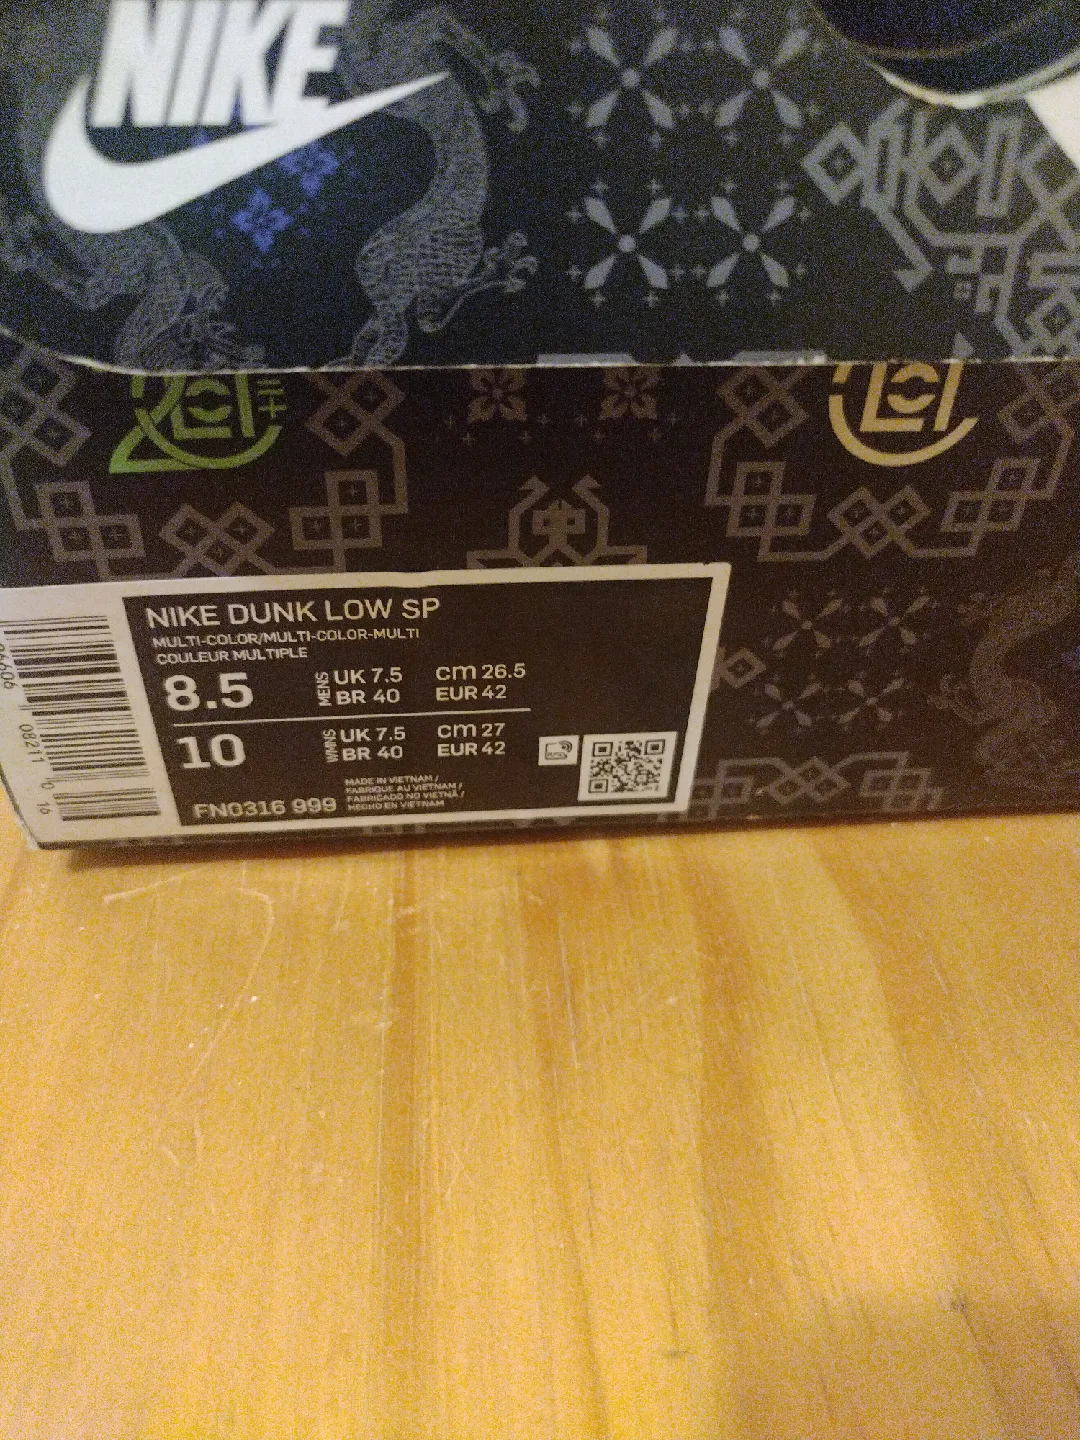 NIKE
NIKE DUNK LOW SP
MULTI-COLOR/MULTI-COLOR-MULTI
COULEUR MULTIPLE
8.5 MENS UK 7.5 CM 26.5
BR 40 EUR 42
10 WMNS UK 7.5 CM 27
BR 40 EUR 42
MADE IN VIETNAM /
FABRIQUE AU VIETNAM /
FABRICADO NO VIETNÃ /
HECHO EN VIETNAM
FN0316 999